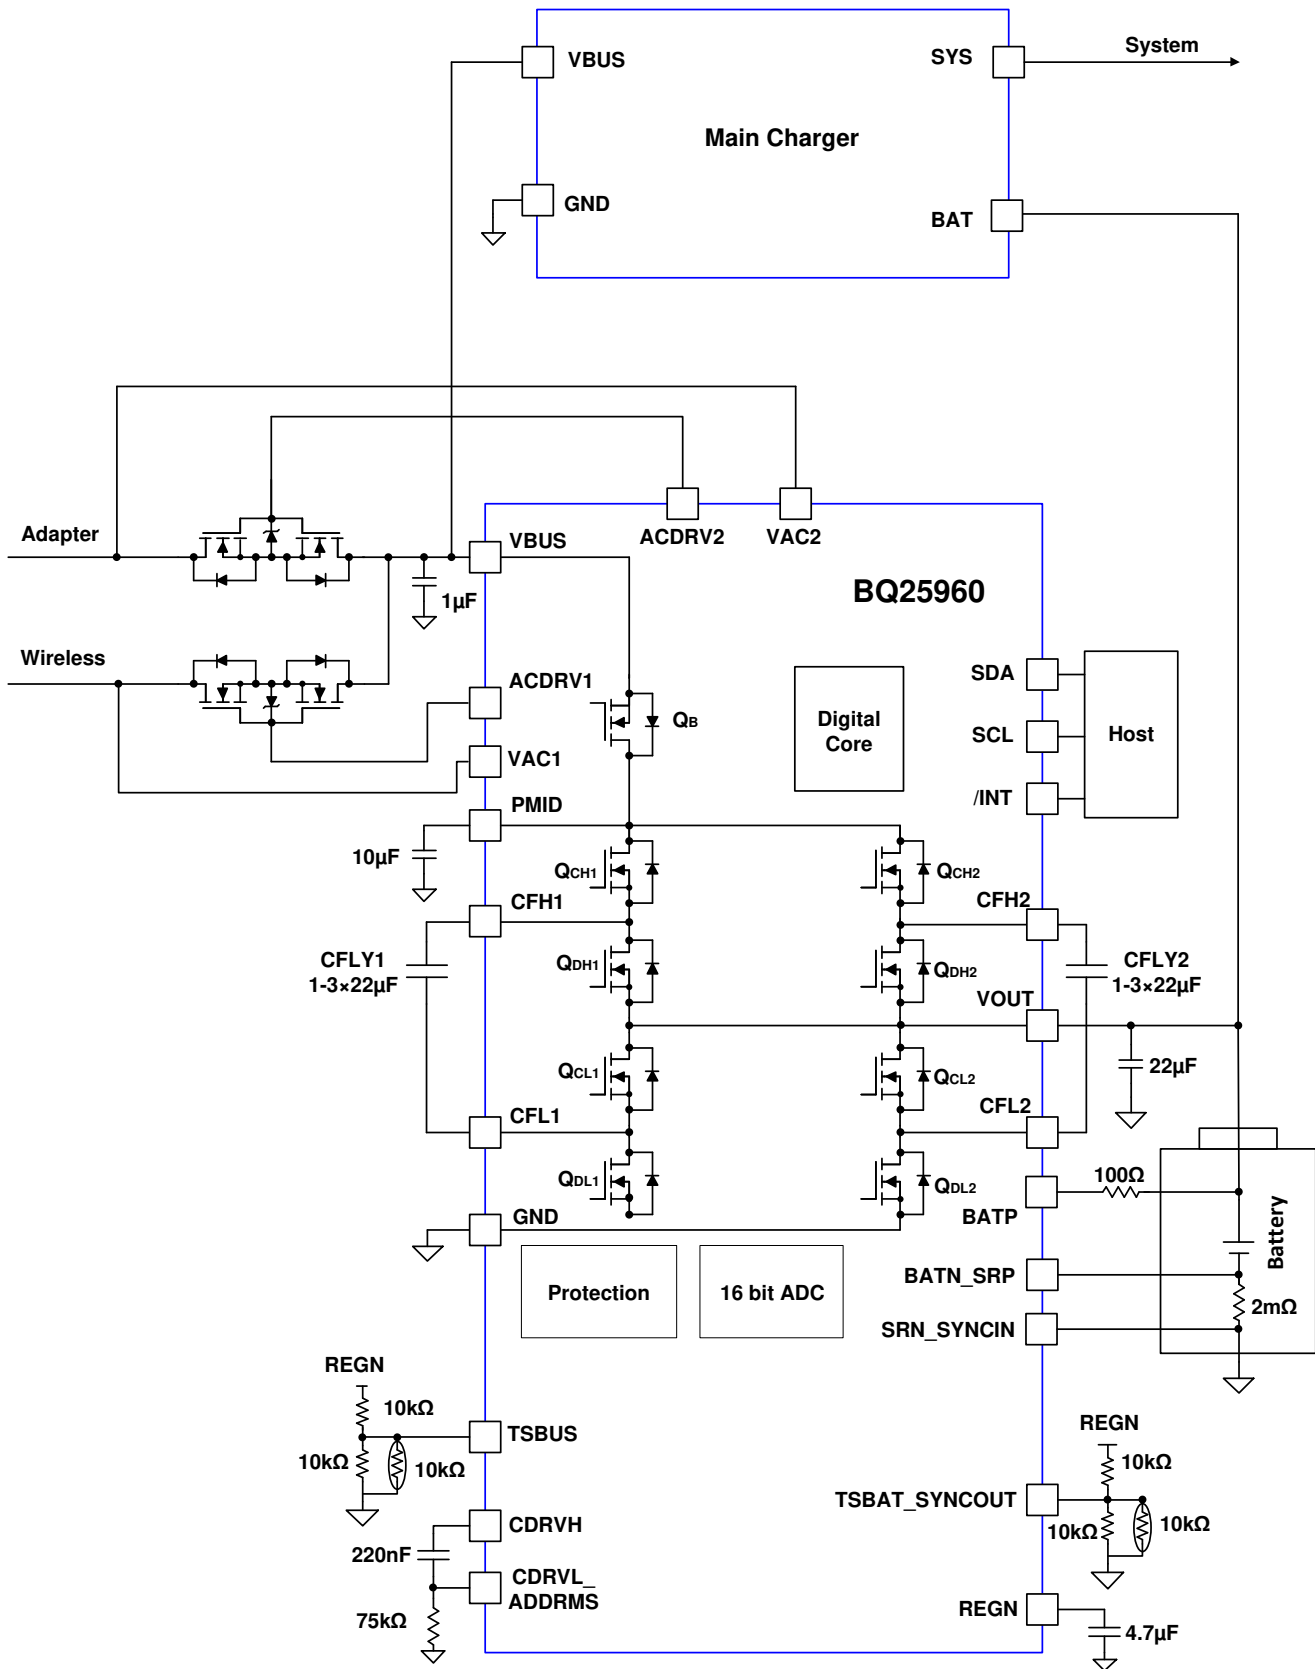 VBUS
SYS
System
Main Charger
GND
BAT
Adapter
VBUS
ACDRV2
VAC2
1µF
BQ25960
Wireless
ACDRV1
QB
Digital
Core
SDA
SCL
Host
VAC1
/INT
PMID
10µF
QCH1
QCH2
CFH1
CFH2
CFLY1
1-3×22µF
QDH1
QDH2
CFLY2
1-3×22µF
VOUT
QCL1
QCL2
22µF
CFL1
CFL2
QDL1
QDL2
100Ω
BATP
GND
Battery
BATN_SRP
Protection
16 bit ADC
2mΩ
SRN_SYNCIN
REGN
10kΩ
TSBUS
10kΩ
10kΩ
REGN
10kΩ
TSBAT_SYNCOUT
10kΩ
10kΩ
CDRVH
220nF
CDRVL_
ADDRMS
75kΩ
REGN
4.7µF